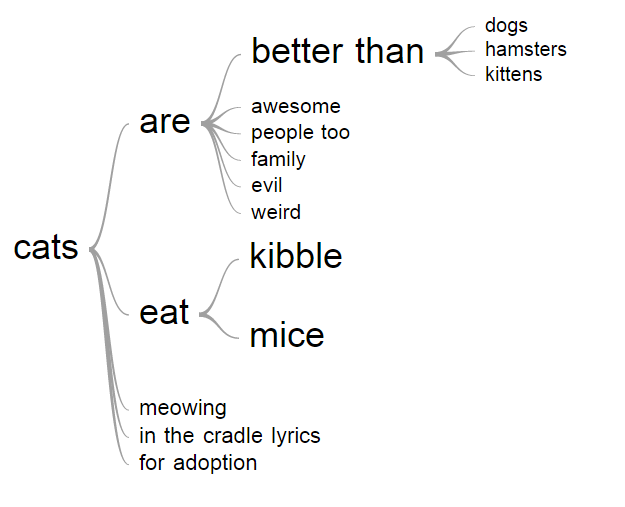 cats
are
better than
dogs
hamsters
kittens
awesome
people too
family
evil
weird
eat
kibble
mice
meowing
in the cradle lyrics
for adoption